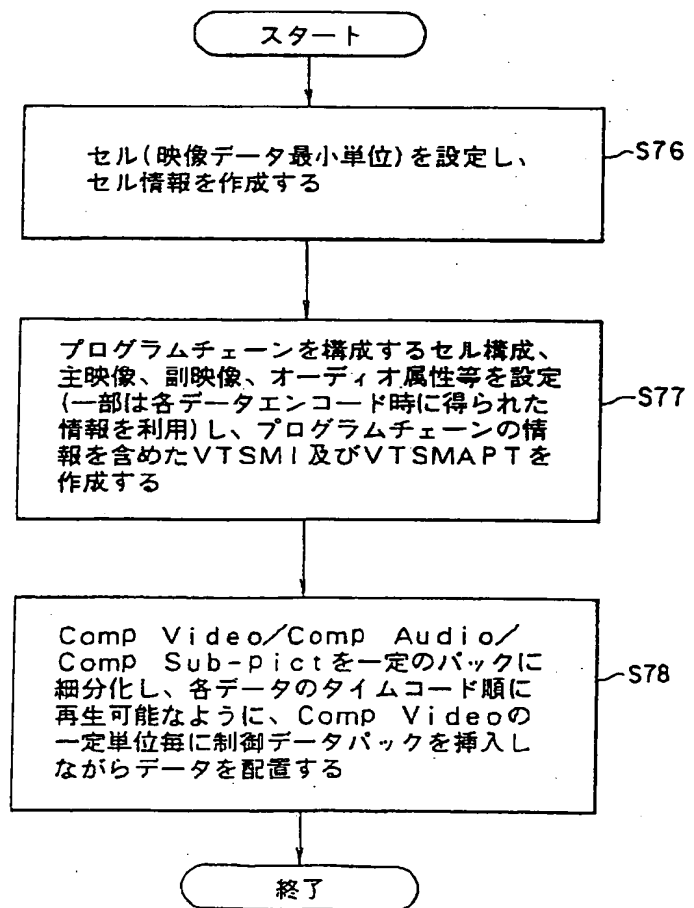 スタート
セル(映像データ最小単位)を設定し、
セル情報を作成する
S76
プログラムチェーンを構成するセル構成、
主映像、副映像、オーディオ属性等を設定
(一部は各データエンコード時に得られた
情報を利用)し、プログラムチェーンの情
報を含めたVTSMI及びVTSMAPTを
作成する
S77
Comp Video/Comp Audio/
Comp Sub-pictを一定のパックに
細分化し、各データのタイムコード順に
再生可能なように、Comp Videoの
一定単位毎に制御データパックを挿入し
ながらデータを配置する
S78
終了